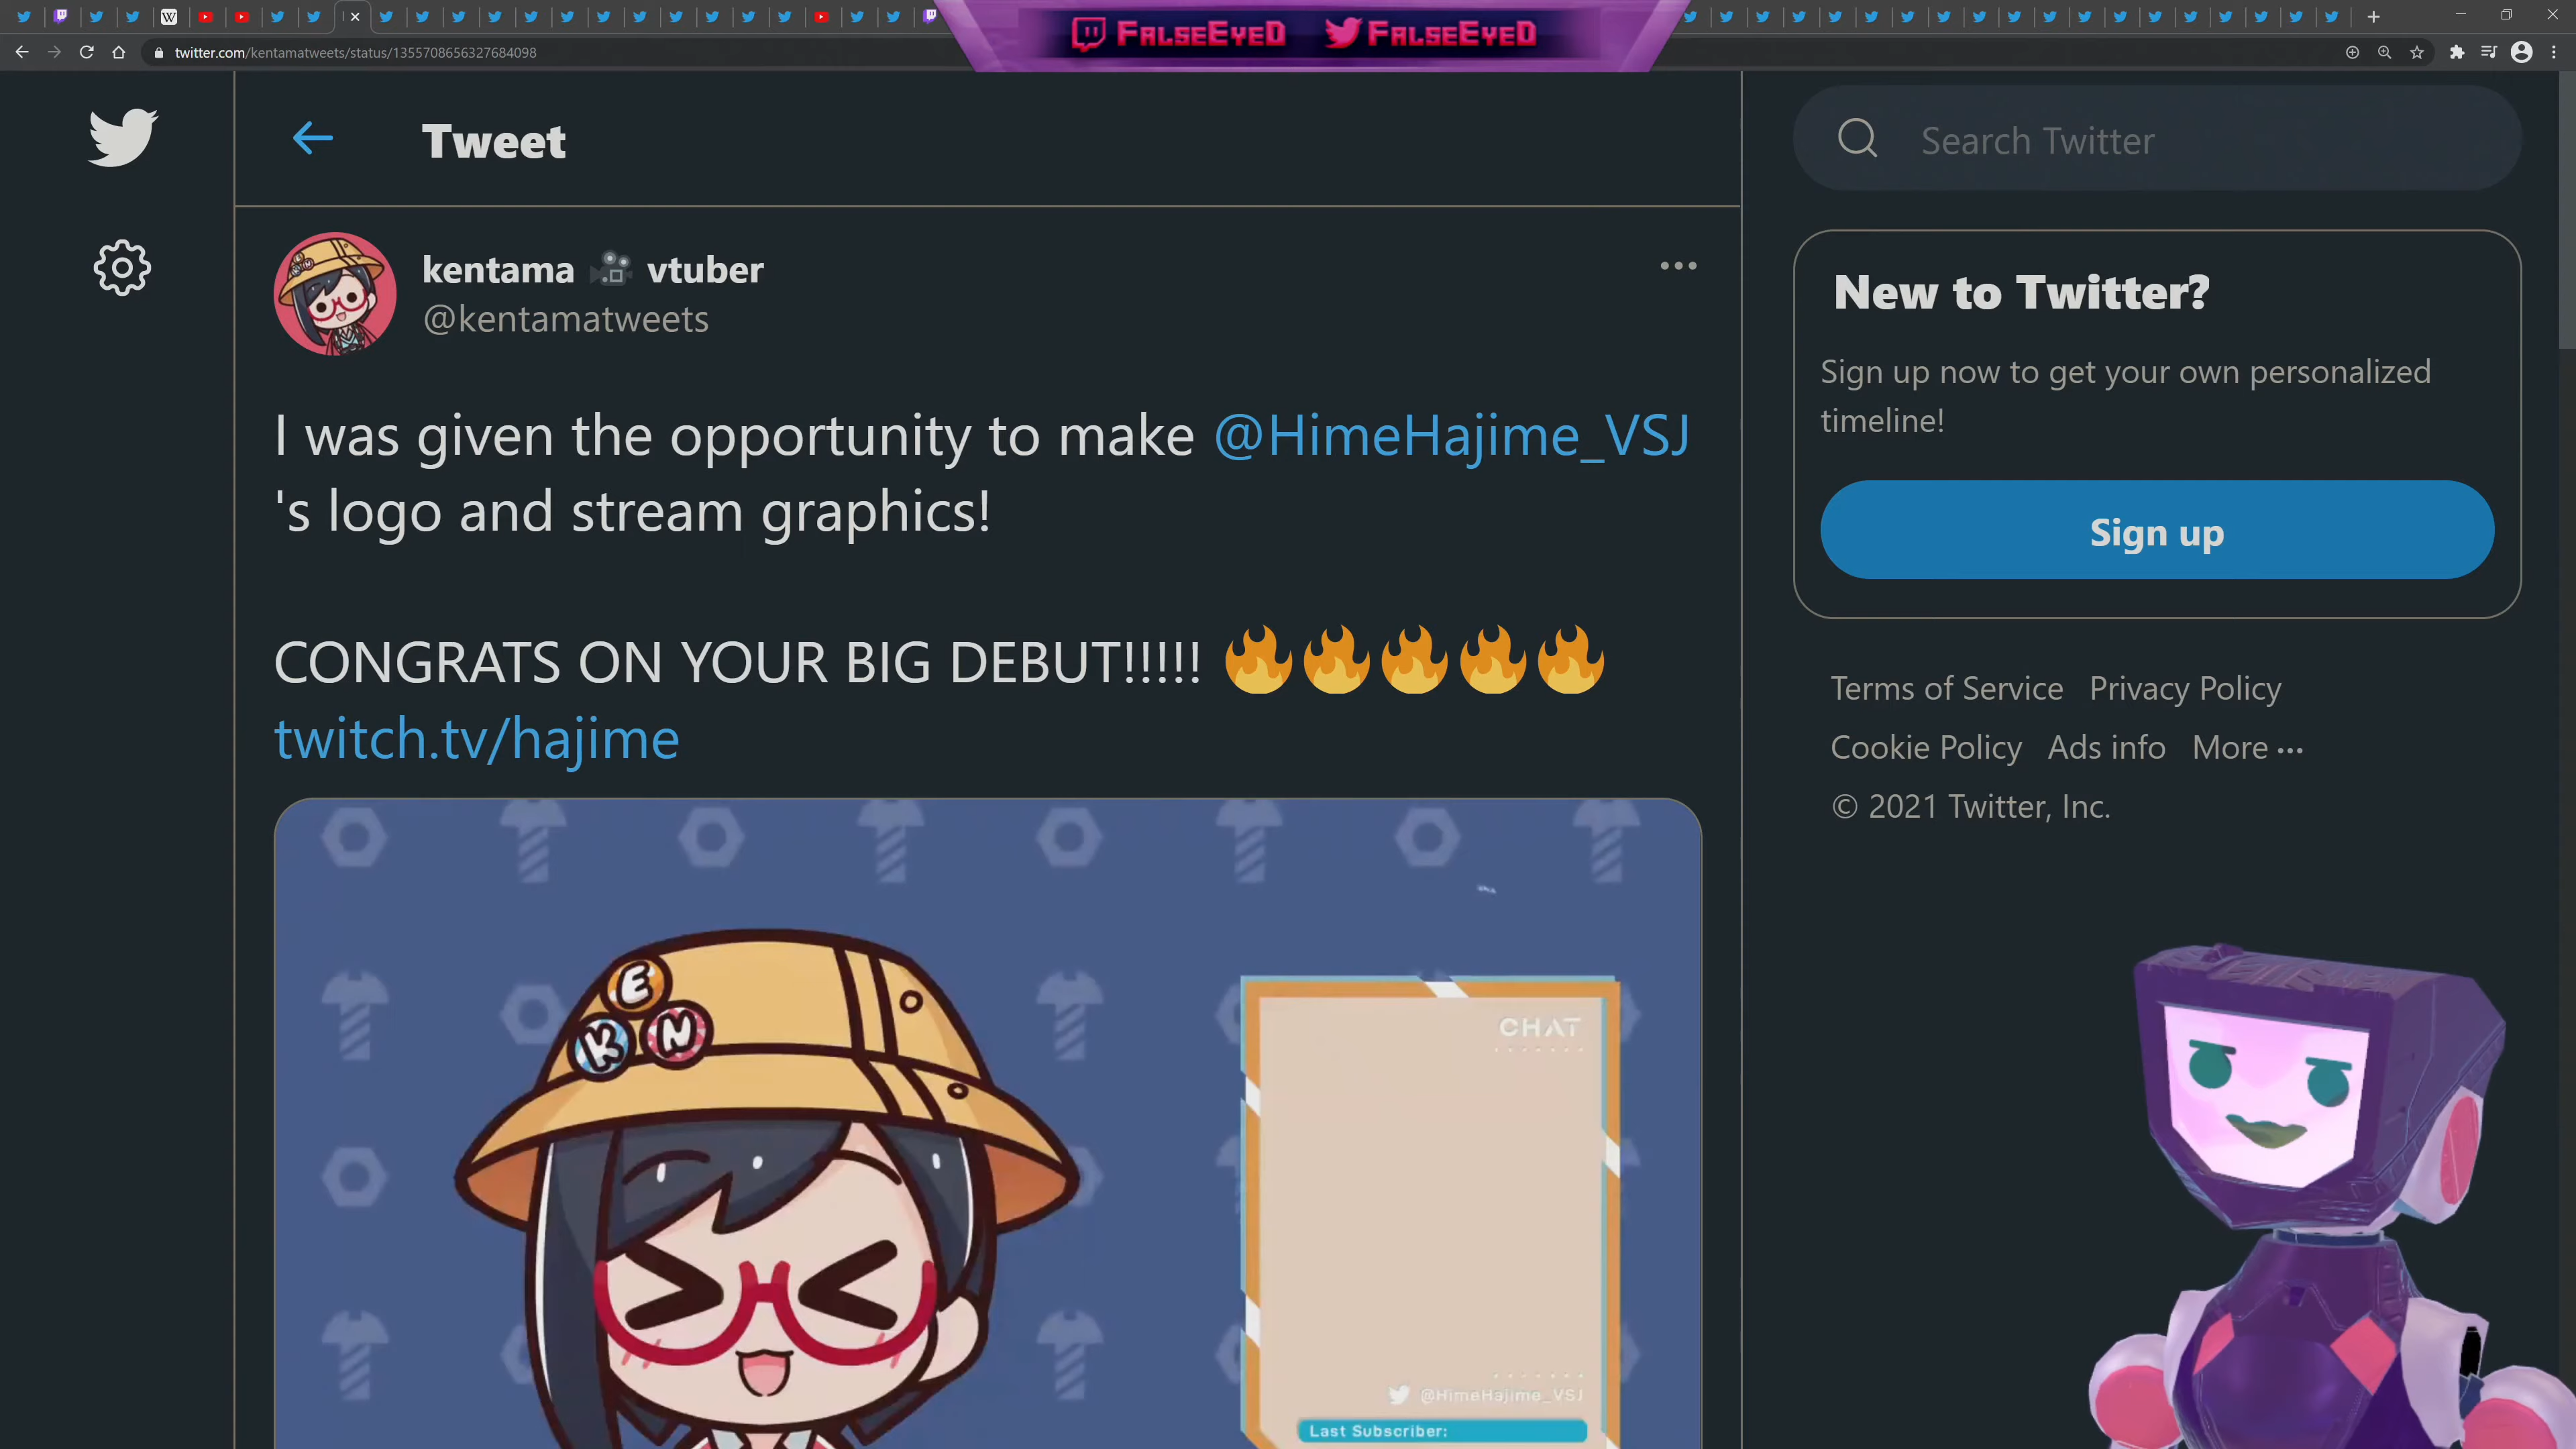 W
FALSEEYED FALSEEYED
twitter.com/kentamatweets/status/1355708656327684098
Tweet
Search Twitter
kentama 🎥 vtuber
@kentamatweets
I was given the opportunity to make @HimeHajime_VSJ
's logo and stream graphics!
CONGRATS ON YOUR BIG DEBUT!!!!! 🔥🔥🔥🔥🔥
twitch.tv/hajime
New to Twitter?
Sign up now to get your own personalized
timeline!
Sign up
Terms of Service Privacy Policy
Cookie Policy Ads info More ...
© 2021 Twitter, Inc.
E
K N
CHAT
@HimeHajime_VSJ
Last Subscriber: